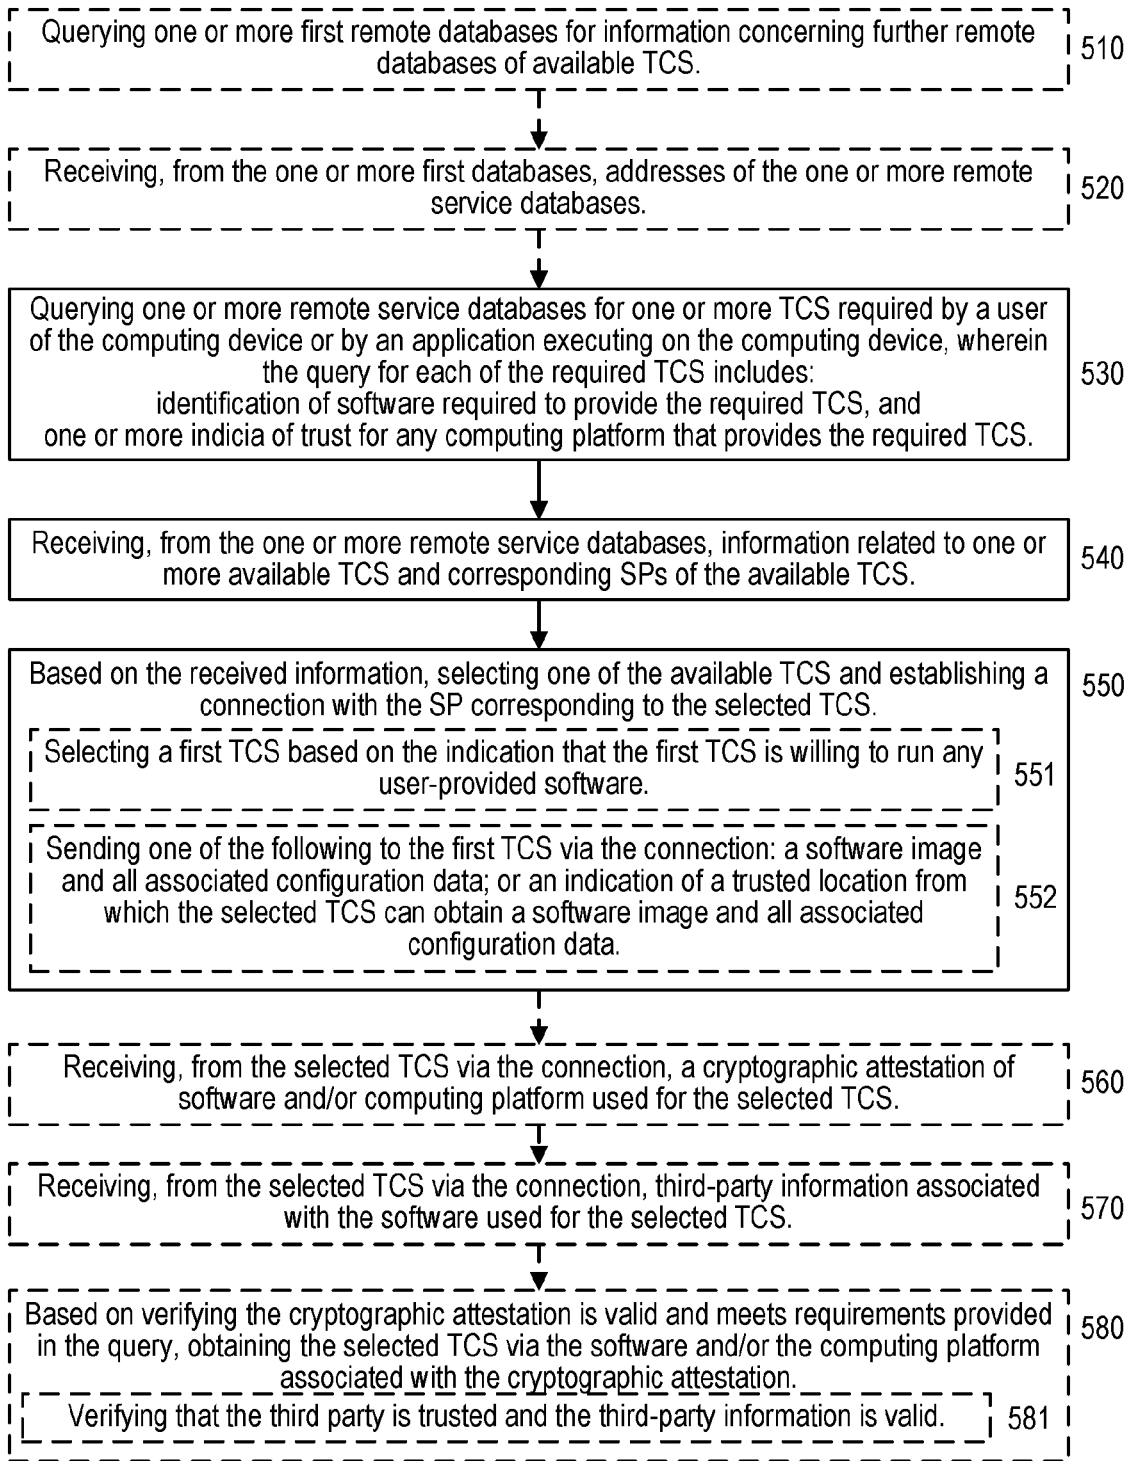 Querying one or more first remote databases for information concerning further remote
databases of available TCS.
510
Receiving, from the one or more first databases, addresses of the one or more remote
service databases.
520
Querying one or more remote service databases for one or more TCS required by a user
of the computing device or by an application executing on the computing device, wherein
the query for each of the required TCS includes:
identification of software required to provide the required TCS, and
one or more indicia of trust for any computing platform that provides the required TCS.
530
Receiving, from the one or more remote service databases, information related to one or
more available TCS and corresponding SPs of the available TCS.
540
Based on the received information, selecting one of the available TCS and establishing a
connection with the SP corresponding to the selected TCS.
550
Selecting a first TCS based on the indication that the first TCS is willing to run any
user-provided software.
551
Sending one of the following to the first TCS via the connection: a software image
and all associated configuration data; or an indication of a trusted location from
which the selected TCS can obtain a software image and all associated
configuration data.
552
Receiving, from the selected TCS via the connection, a cryptographic attestation of
software and/or computing platform used for the selected TCS.
560
Receiving, from the selected TCS via the connection, third-party information associated
with the software used for the selected TCS.
570
Based on verifying the cryptographic attestation is valid and meets requirements provided
in the query, obtaining the selected TCS via the software and/or the computing platform
associated with the cryptographic attestation.
580
Verifying that the third party is trusted and the third-party information is valid.
581